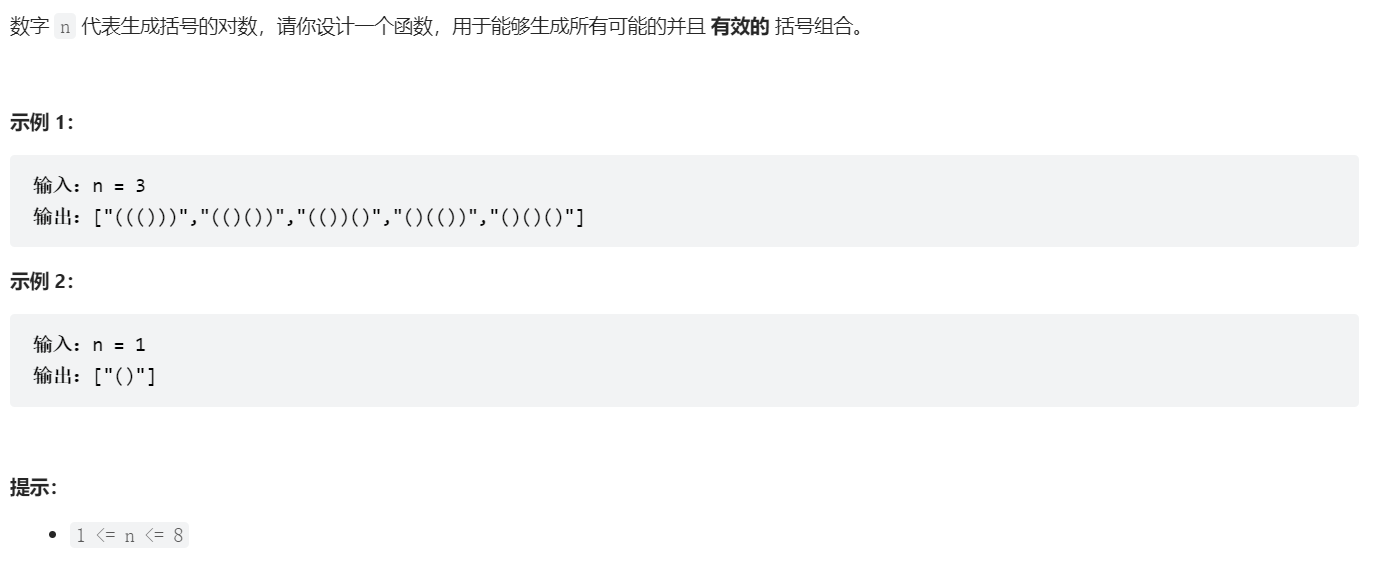 数字 n 代表生成括号的对数，请你设计一个函数，用于能够生成所有可能的并且 有效的 括号组合。
示例 1：
输入：n = 3
输出：["((()))","(()())","(())()","()(())","()()()"]
示例 2：
输入：n = 1
输出：["()"]
提示：
1 <= n <= 8